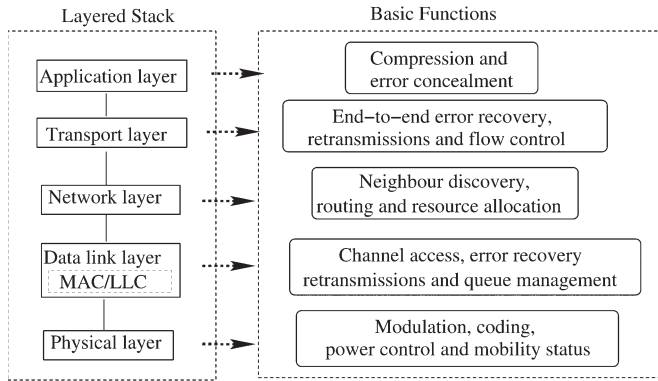 Layered Stack
Basic Functions
Application layer
Compression and
error concealment
Transport layer
End−to−end error recovery,
retransmissions and flow control
Network layer
Neighbour discovery,
routing and resource allocation
Data link layer
MAC/LLC
Channel access, error recovery
retransmissions and queue management
Physical layer
Modulation, coding,
power control and mobility status